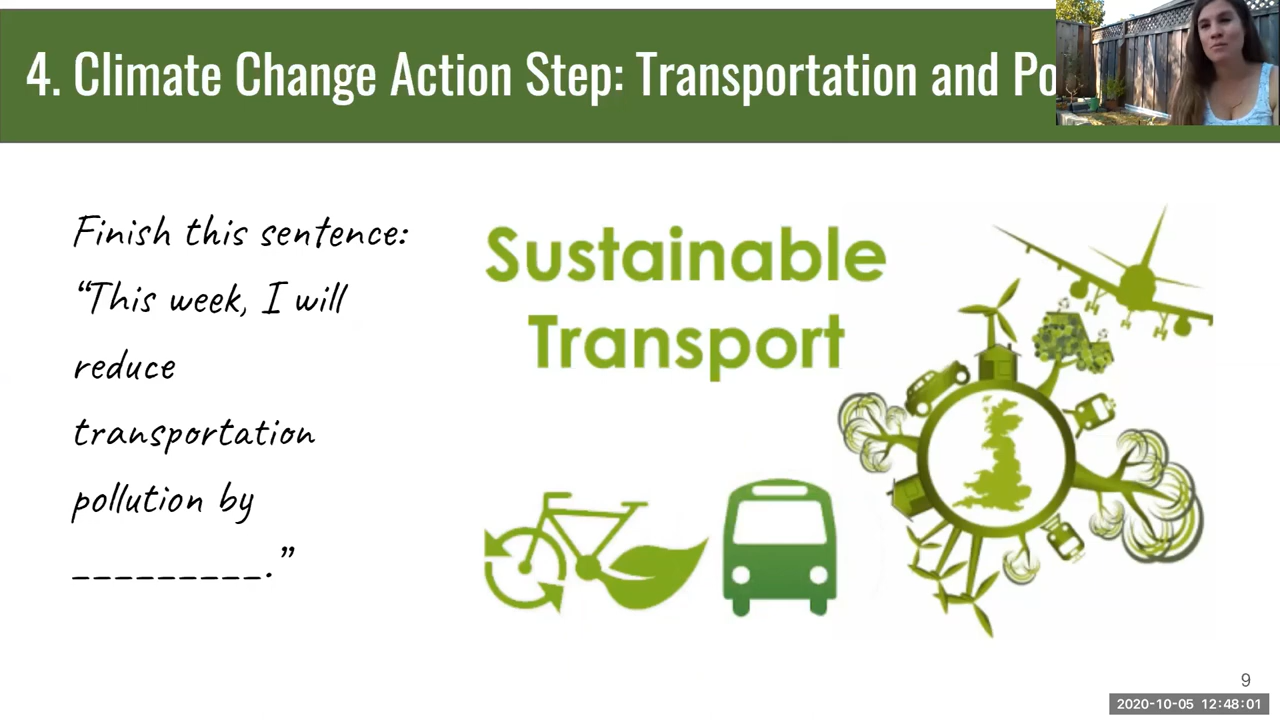 4. Climate Change Action Step: Transportation and Po
Finish this sentence:
“This week, I will
reduce
transportation
pollution by
_________.”
Sustainable
Transport
9
2020-10-05 12:48:01